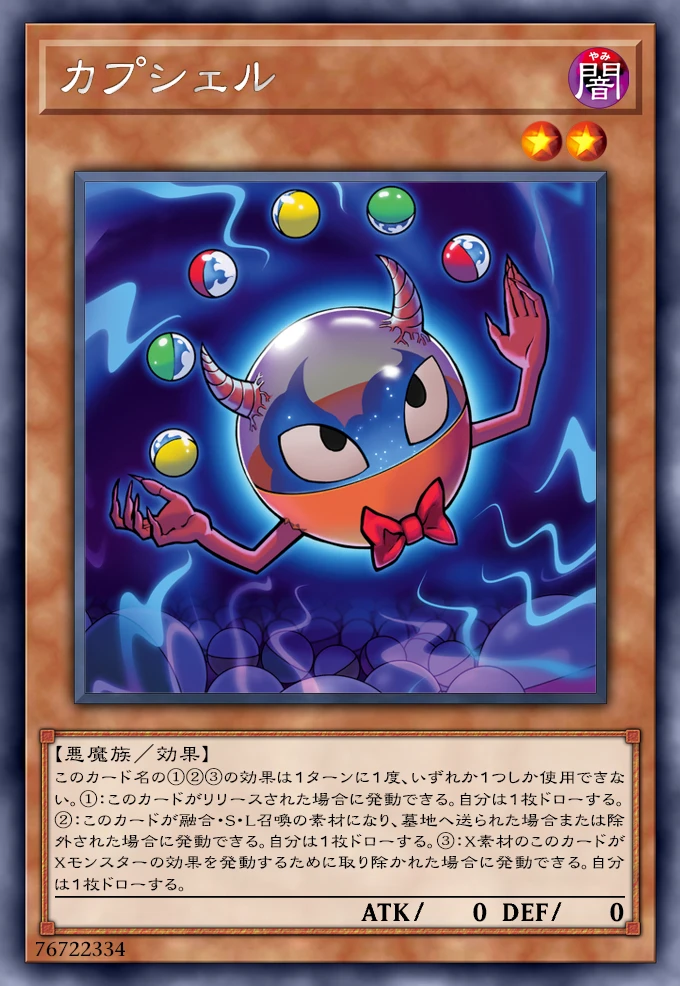 カプシェル
やみ
闇
【悪魔族／効果】
このカード名の①②③の効果は1ターンに1度、いずれか1つしか使用できな
い。①：このカードがリリースされた場合に発動できる。自分は1枚ドローする。
②：このカードが融合・S・L召喚の素材になり、墓地へ送られた場合または除
外された場合に発動できる。自分は1枚ドローする。③：X素材のこのカードが
Xモンスターの効果を発動するために取り除かれた場合に発動できる。自分
は1枚ドローする。
ATK/ 0 DEF/ 0
76722334